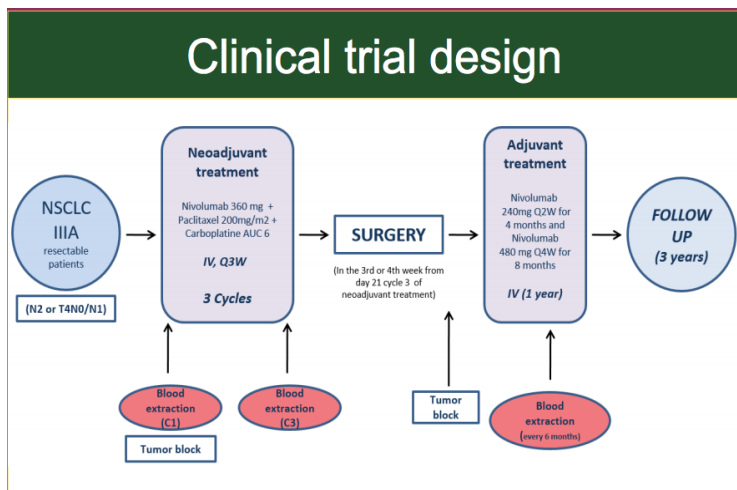 Clinical trial design
NSCLC
IIIA
resectable
patients
(N2 or T4N0/N1)
Neoadjuvant
treatment
Nivolumab 360 mg +
Paclitaxel 200mg/m2 +
Carboplatine AUC 6
IV, Q3W
3 Cycles
SURGERY
(In the 3rd or 4th week from
day 21 cycle 3 of
neoadjuvant treatment)
Adjuvant
treatment
Nivolumab
240mg Q2W for
4 months and
Nivolumab
480 mg Q4W for
8 months
IV (1 year)
FOLLOW
UP
(3 years)
Blood
extraction
(C1)
Tumor block
Blood
extraction
(C3)
Tumor
block
Blood
extraction
(every 6 months)